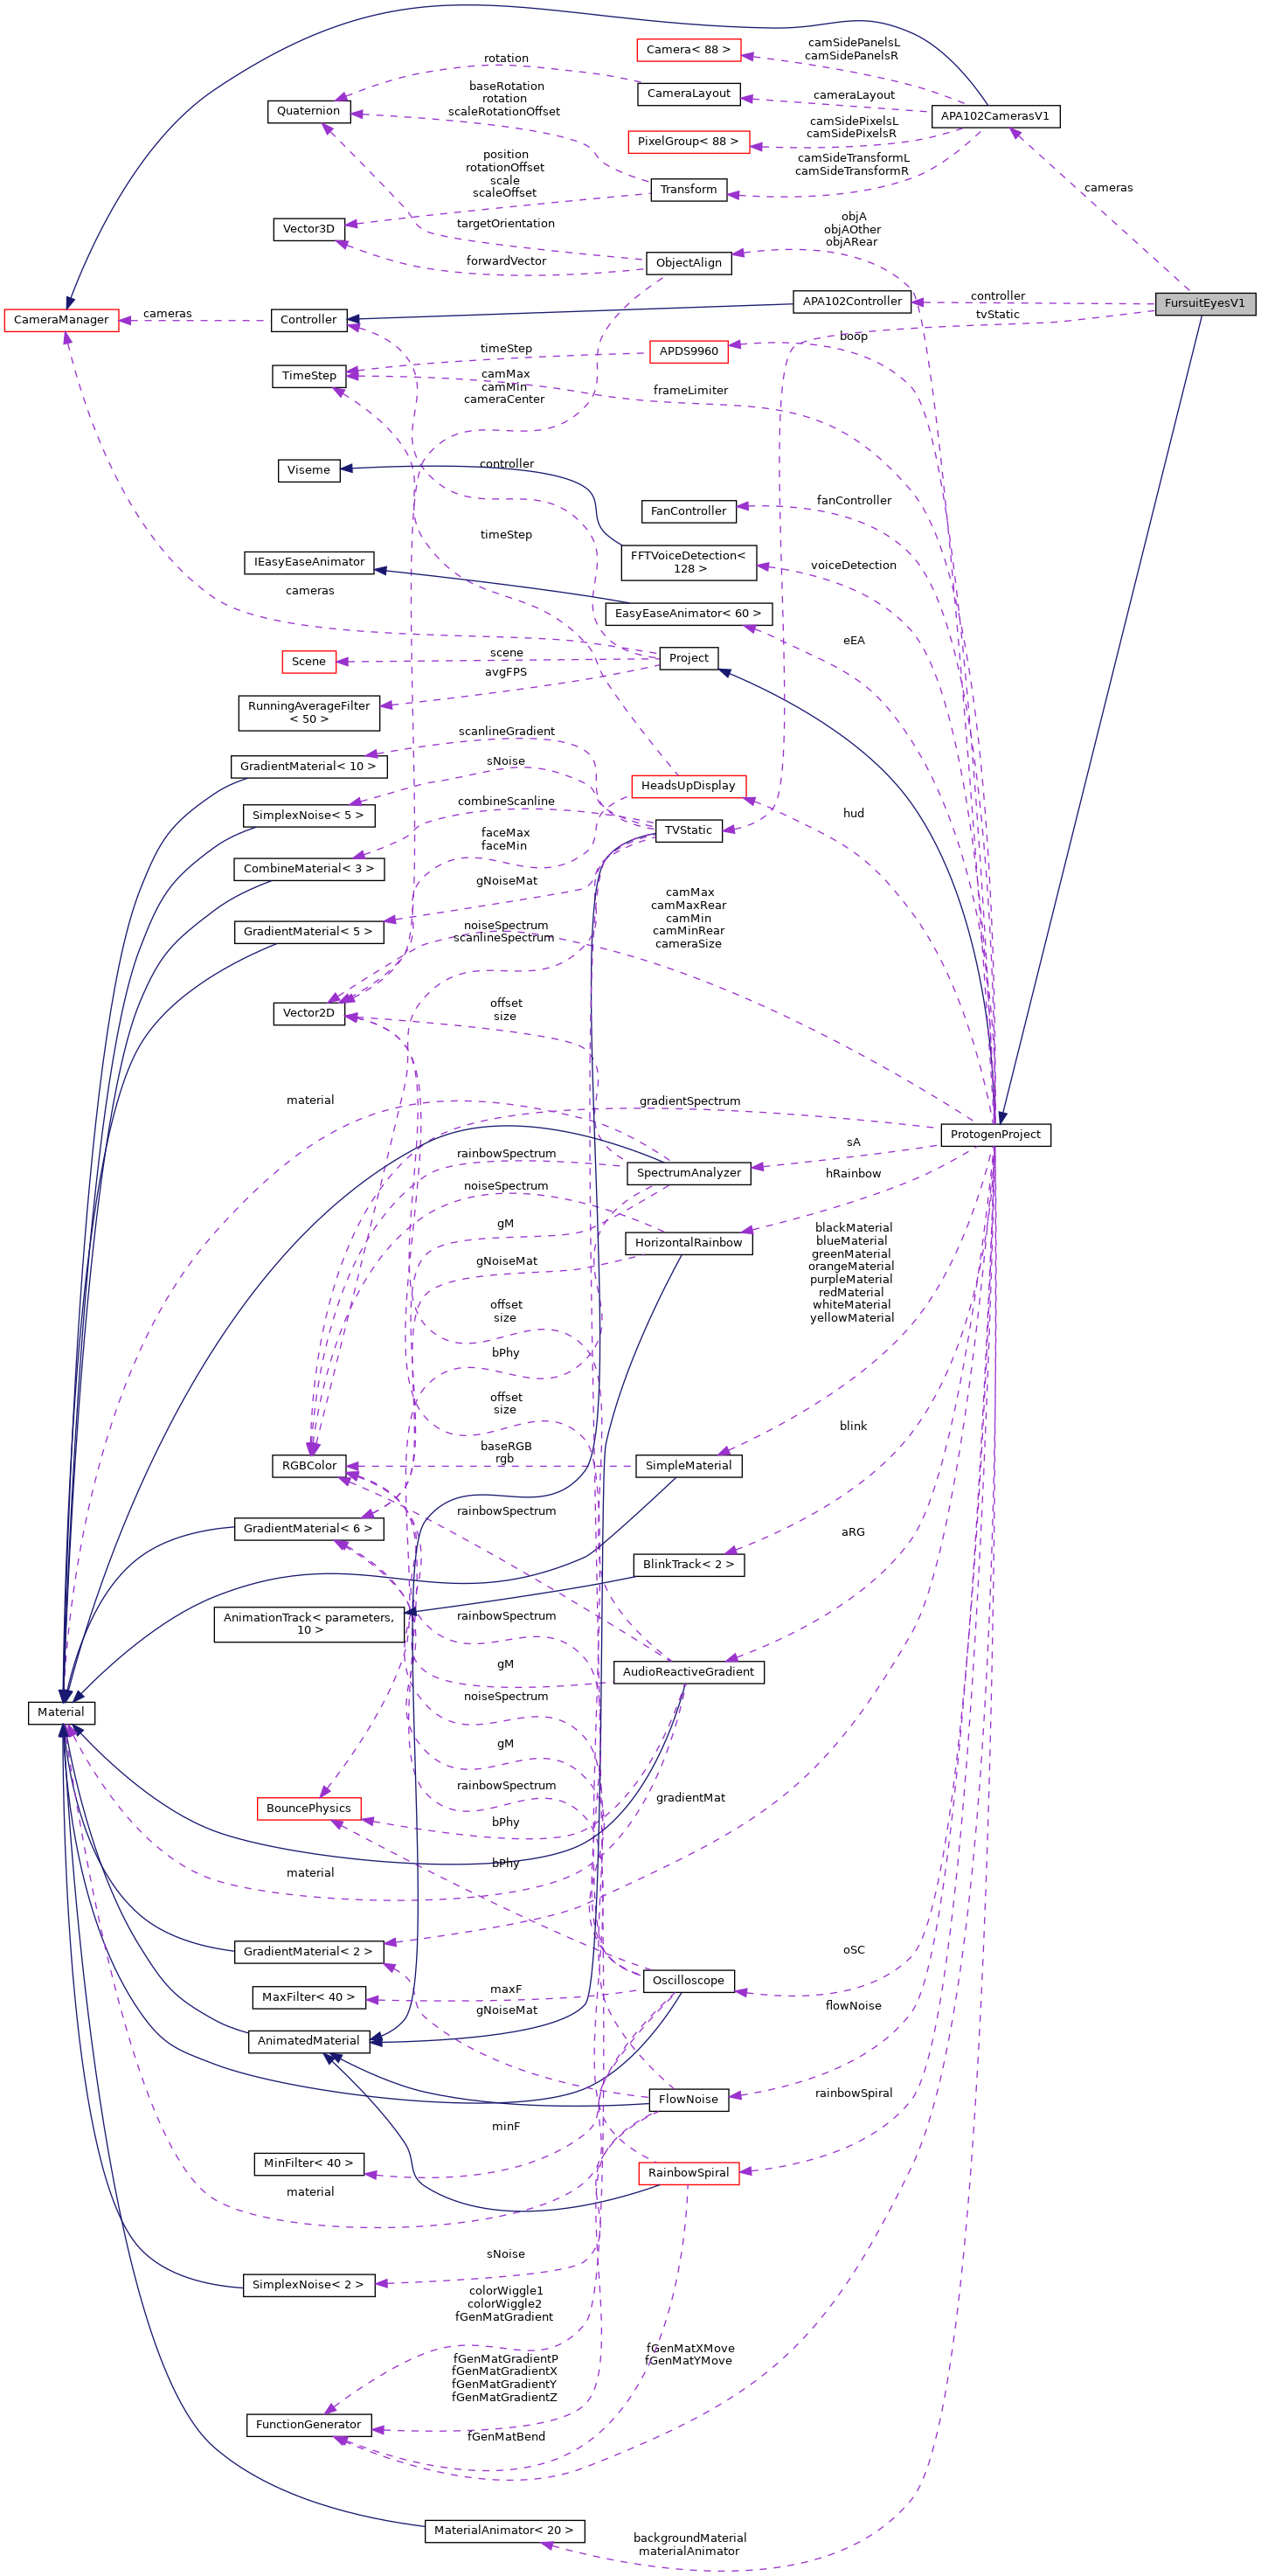 rotation
Camera< 88 >
camSidePanelsL
camSidePanelsR
baseRotation
rotation
scaleRotationOffset
CameraLayout
cameraLayout
Quaternion
APA102CamerasV1
PixelGroup< 88 >
camSidePixelsL
camSidePixelsR
position
rotationOffset
scale
scaleOffset
camSideTransformL
camSideTransformR
Transform
cameras
Vector3D
targetOrientation
objA
objAOther
objARear
forwardVector
ObjectAlign
APA102Controller
controller
FursuitEyesV1
CameraManager
cameras
Controller
tvStatic
boop
timeStep
APDS9960
TimeStep
camMax
camMin
cameraCenter
frameLimiter
Viseme
controller
FanController
fanController
timeStep
IEasyEaseAnimator
FFTVoiceDetection<
128 >
voiceDetection
cameras
EasyEaseAnimator< 60 >
eEA
Scene
scene
Project
avgFPS
RunningAverageFilter
< 50 >
scanlineGradient
GradientMaterial< 10 >
sNoise
HeadsUpDisplay
SimplexNoise< 5 >
combineScanline
hud
TVStatic
faceMax
faceMin
CombineMaterial< 3 >
gNoiseMat
camMax
camMaxRear
camMin
camMinRear
cameraSize
GradientMaterial< 5 >
noiseSpectrum
scanlineSpectrum
Vector2D
offset
size
material
gradientSpectrum
ProtogenProject
rainbowSpectrum
sA
SpectrumAnalyzer
hRainbow
noiseSpectrum
gM
HorizontalRainbow
gNoiseMat
blackMaterial
blueMaterial
greenMaterial
orangeMaterial
purpleMaterial
redMaterial
whiteMaterial
yellowMaterial
offset
size
bPhy
offset
size
blink
baseRGB
rgb
RGBColor
SimpleMaterial
rainbowSpectrum
GradientMaterial< 6 >
aRG
BlinkTrack< 2 >
AnimationTrack< parameters,
10 >
rainbowSpectrum
gM
AudioReactiveGradient
noiseSpectrum
Material
gM
rainbowSpectrum
gradientMat
BouncePhysics
bPhy
bPhy
material
GradientMaterial< 2 >
oSC
Oscilloscope
maxF
MaxFilter< 40 >
gNoiseMat
flowNoise
AnimatedMaterial
FlowNoise
rainbowSpiral
minF
MinFilter< 40 >
RainbowSpiral
material
sNoise
SimplexNoise< 2 >
colorWiggle1
colorWiggle2
fGenMatGradient
fGenMatXMove
fGenMatYMove
fGenMatGradientP
fGenMatGradientX
fGenMatGradientY
fGenMatGradientZ
FunctionGenerator
fGenMatBend
MaterialAnimator< 20 >
backgroundMaterial
materialAnimator